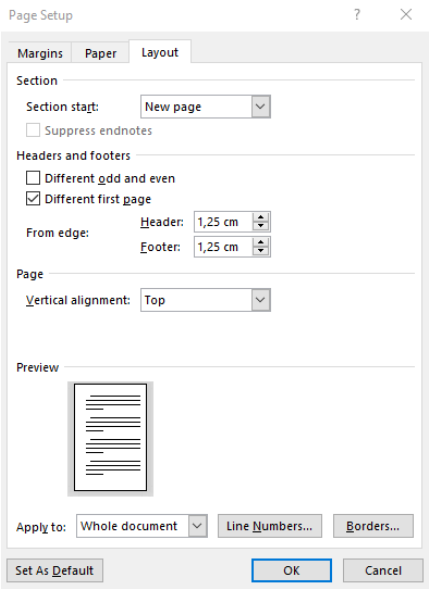 Page Setup ? ×
Margins Paper Layout
Section
Section start: New page
Suppress endnotes
Headers and footers
Different odd and even
Different first page
From edge:
Header: 1,25 cm
Footer: 1,25 cm
Page
Vertical alignment: Top
Preview
Apply to: Whole document Line Numbers... Borders...
Set As Default OK Cancel